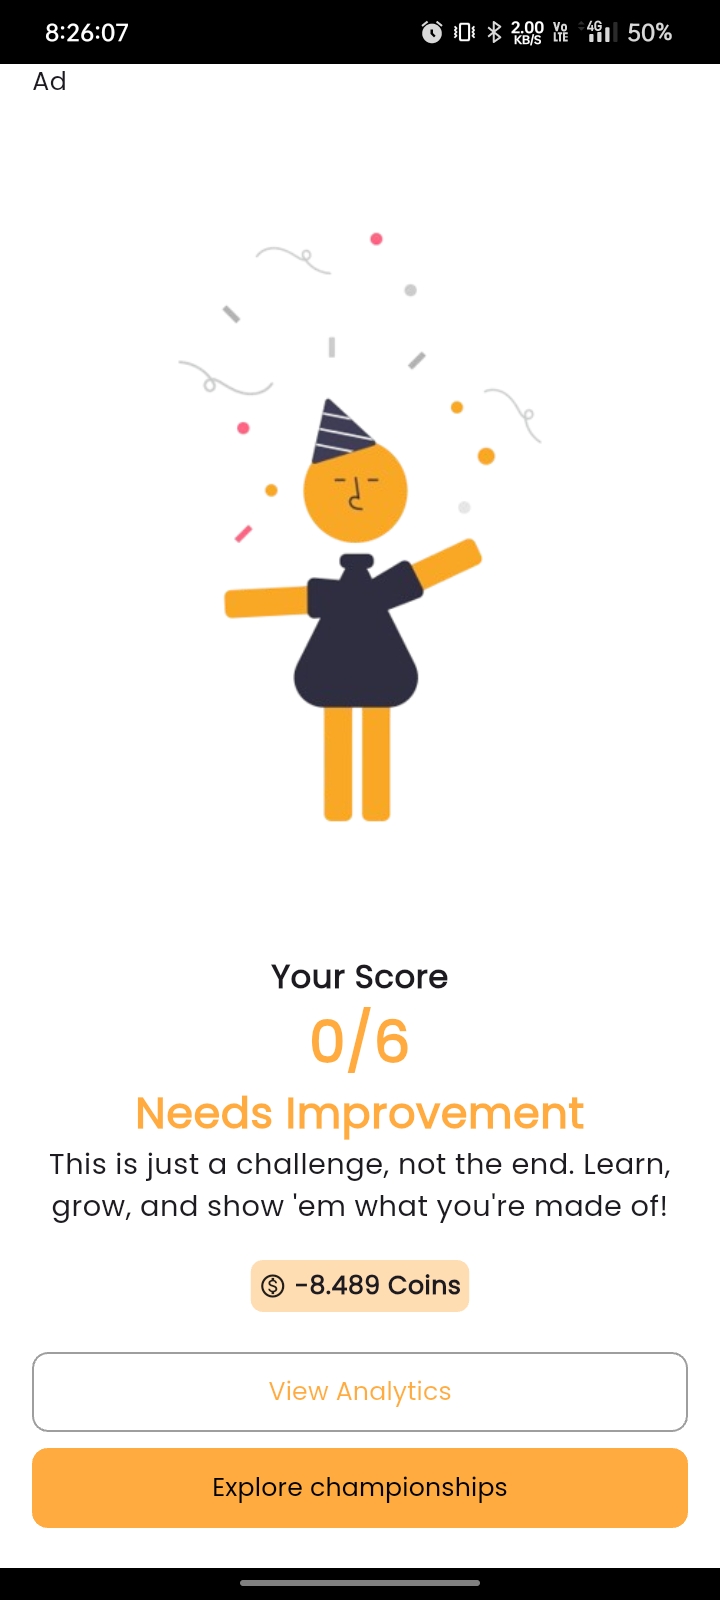 8:26:07 2.00 KB/S Vo LTE 4G 50%
Ad
Your Score
0/6
Needs Improvement
This is just a challenge, not the end. Learn,
grow, and show 'em what you're made of!
-8.489 Coins
View Analytics
Explore championships